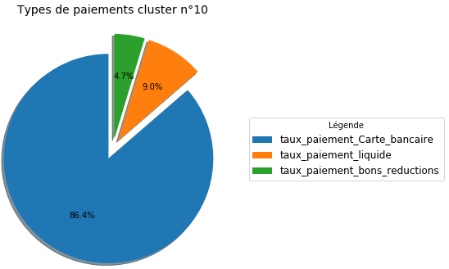 Types de paiements cluster n°10
4.7%
9.0%
86.4%
Légende
taux_paiement_Carte_bancaire
taux_paiement_liquide
taux_paiement_bons_reductions